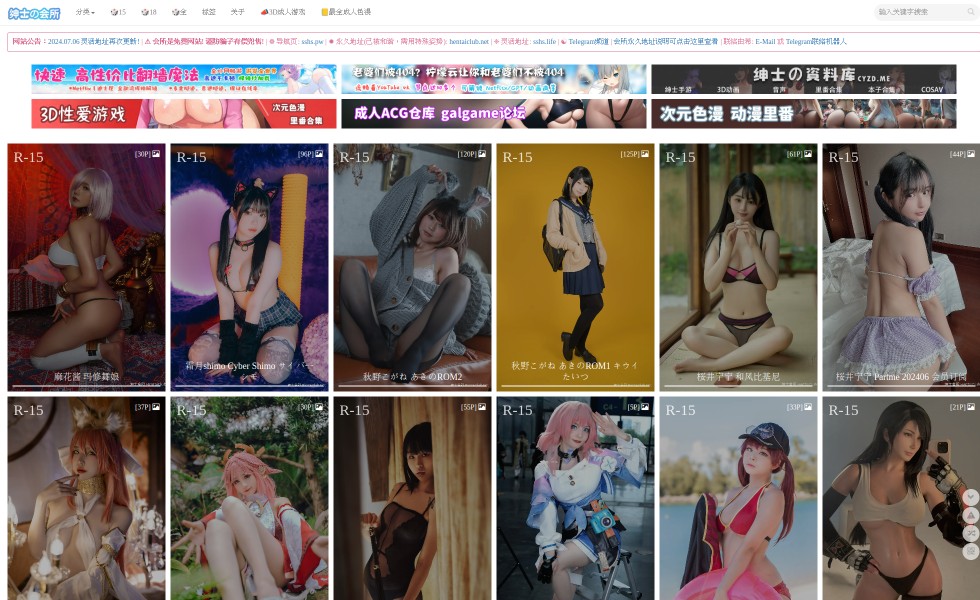 绅士の会所
分类 15 18 全 标签 关于 3D成人游戏 最全成人色漫
输入关键字搜索
网站公告：2024.07.06 灵活地址再次更新! | 会所是免费网站! 谨防骗子有偿兜售! | 导航页: sshs.pw | 永久地址(已被和谐，需用特殊姿势): hentaiclub.net | 灵活地址: sshs.life | Telegram频道 | 会所永久地址说明可点击这里查看 | 联络由希: E-Mail 或 Telegram联络机器人
快速 高性价比翻墙魔法
老婆们被404? 柠檬云让你和老婆们不被404
绅士の資料库CYZD.ME
绅士手游 3D动画 音声 里番合集 本子合集 COSAV
3D性爱游戏 次元色漫 里番合集
成人ACG仓库 galgame论坛
次元色漫 动漫里番
R-15 [30P]
麻花酱 玛修舞娘
R-15 [96P]
霜月shimo Cyber Shimo サイバーシモ
R-15 [120P]
秋野こがね あきのROM2
R-15 [125P]
秋野こがね あきのROM1 キウイたいつ
R-15 [61P]
桜井宁宁 和风比基尼
R-15 [44P]
桜井宁宁 Partme 202406 会员订阅
R-15 [37P]
R-15 [30P]
R-15 [55P]
R-15 [5P]
R-15 [33P]
R-15 [21P]